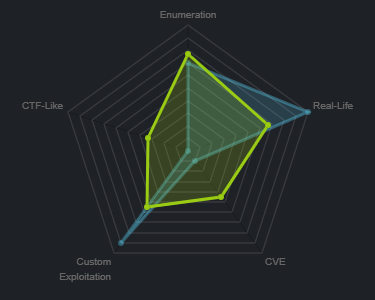 Enumeration
CTF-Like
Real-Life
Custom
Exploitation
CVE